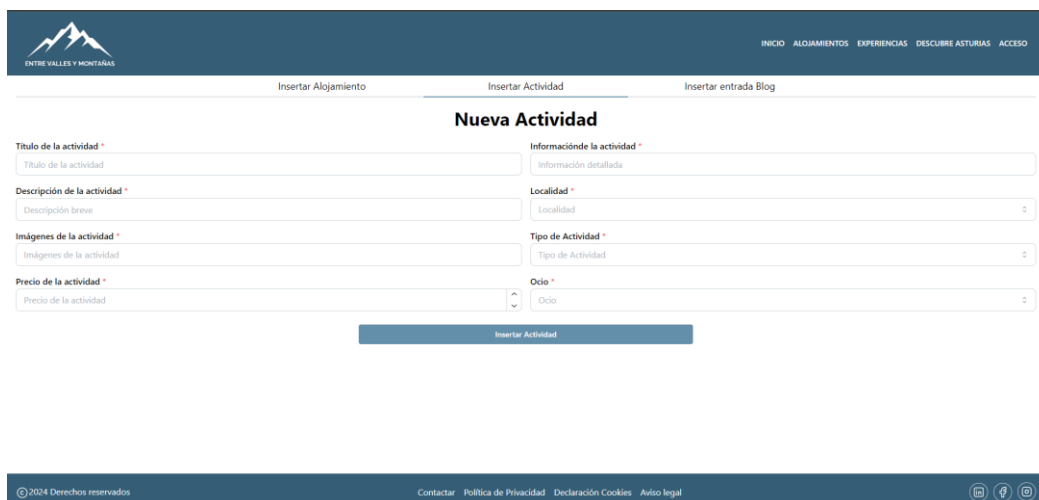 ENTRE VALLES Y MONTAÑAS
INICIO ALOJAMIENTOS EXPERIENCIAS DESCUBRE ASTURIAS ACCESO
Insertar Alojamiento Insertar Actividad Insertar entrada Blog
Nueva Actividad
Título de la actividad * Informaciónde la actividad *
Título de la actividad Información detallada
Descripción de la actividad * Localidad *
Descripción breve Localidad
Imágenes de la actividad * Tipo de Actividad *
Imágenes de la actividad Tipo de Actividad
Precio de la actividad * Ocio *
Precio de la actividad Ocio
Insertar Actividad
©2024 Derechos reservados Contactar Política de Privacidad Declaración Cookies Aviso legal